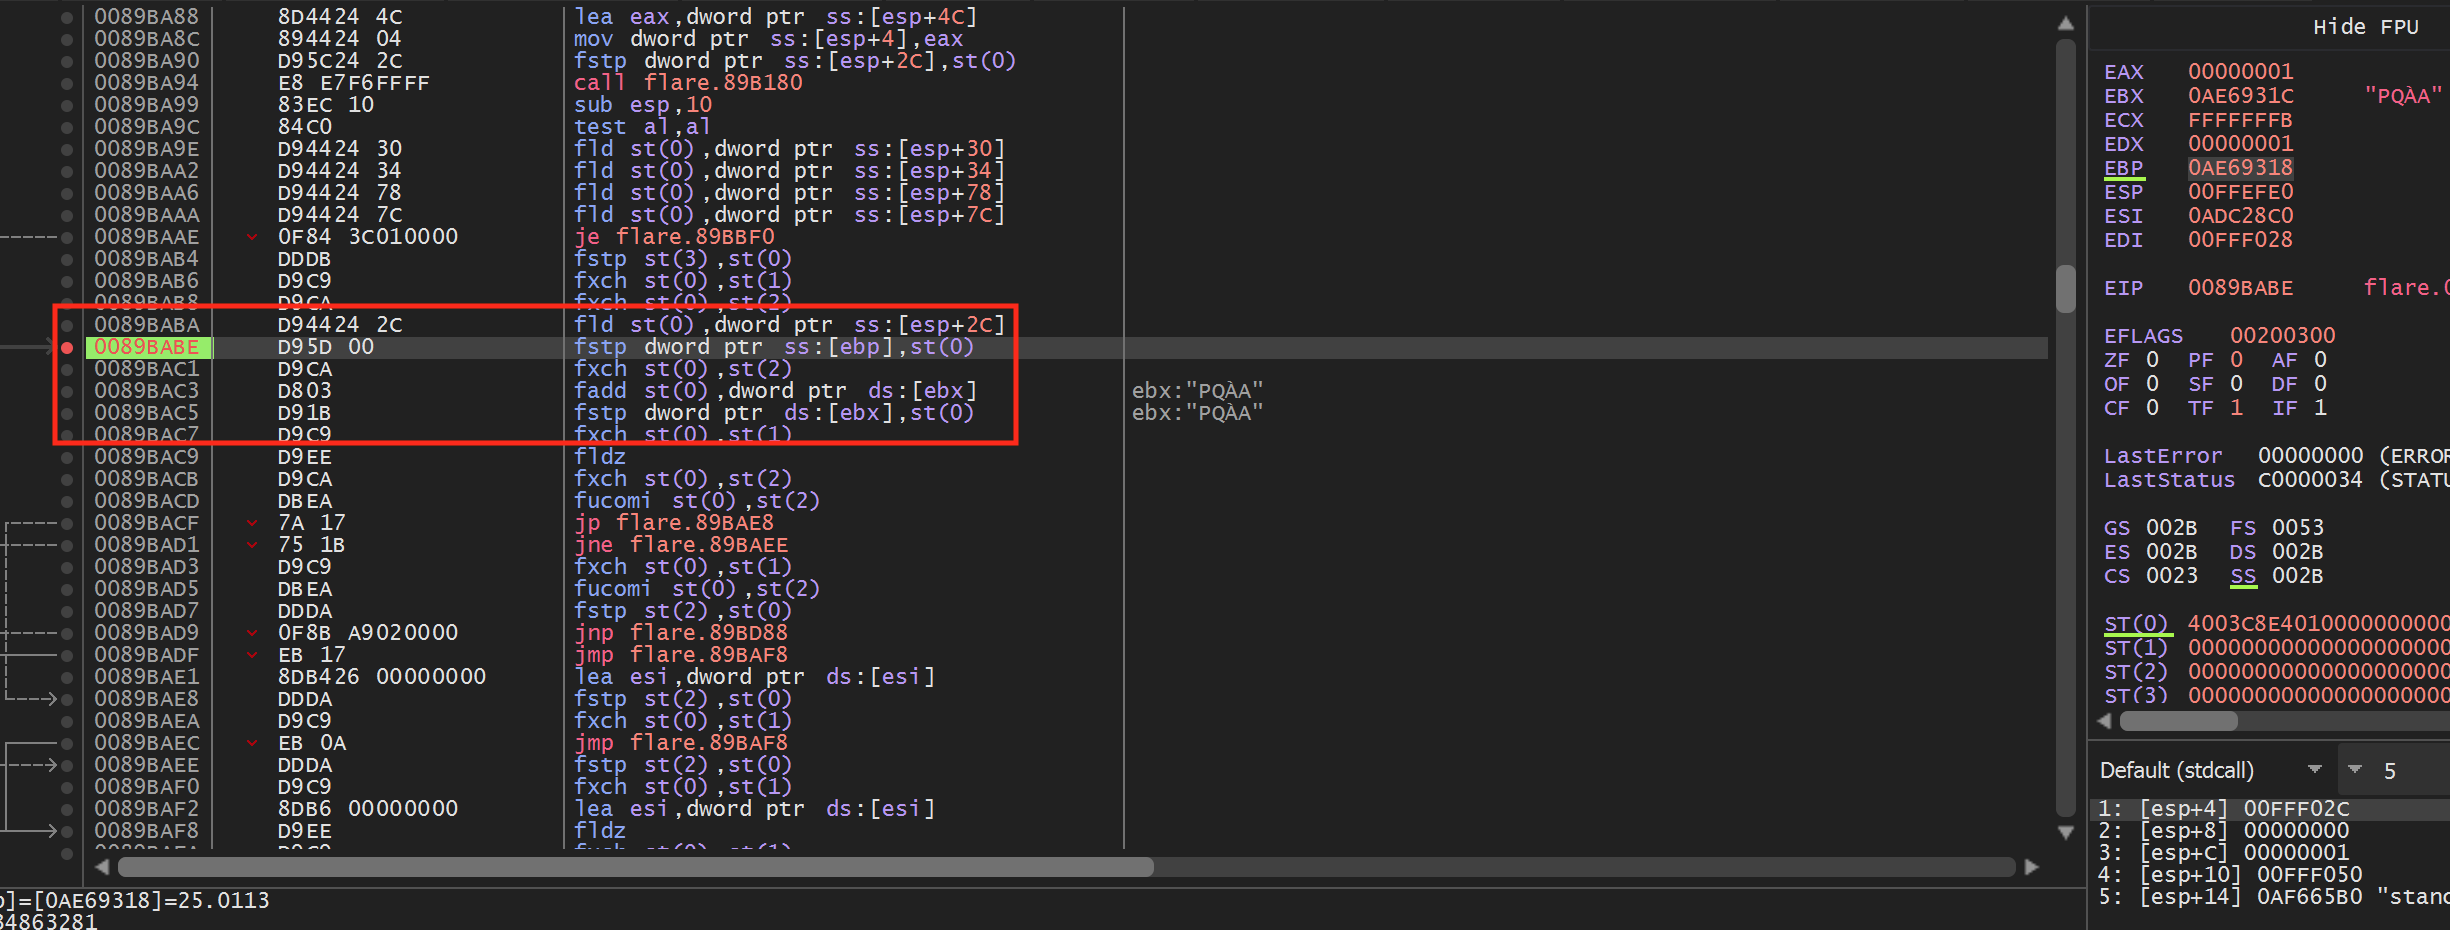 0089BA88 8D4424 4C lea eax,dword ptr ss:[esp+4C]
0089BA8C 894424 04 mov dword ptr ss:[esp+4],eax
0089BA90 D95C24 2C fstp dword ptr ss:[esp+2C],st(0)
0089BA94 E8 E7F6FFFF call flare.89B180
0089BA99 83EC 10 sub esp,10
0089BA9C 84C0 test al,al
0089BA9E D94424 30 fld st(0),dword ptr ss:[esp+30]
0089BAA2 D94424 34 fld st(0),dword ptr ss:[esp+34]
0089BAA6 D94424 78 fld st(0),dword ptr ss:[esp+78]
0089BAAA D94424 7C fld st(0),dword ptr ss:[esp+7C]
0089BAAE 0F84 3C010000 je flare.89BBF0
0089BAB4 DDDB fstp st(3),st(0)
0089BAB6 D9C9 fxch st(0),st(1)
0089BAB8 D9CA fxch st(0),st(2)
0089BABA D94424 2C fld st(0),dword ptr ss:[esp+2C]
0089BABE D95D 00 fstp dword ptr ss:[ebp],st(0)
0089BAC1 D9CA fxch st(0),st(2)
0089BAC3 D803 fadd st(0),dword ptr ds:[ebx] ebx:"PQÀA"
0089BAC5 D91B fstp dword ptr ds:[ebx],st(0) ebx:"PQÀA"
0089BAC7 D9C9 fxch st(0),st(1)
0089BAC9 D9EE fldz
0089BACB D9CA fxch st(0),st(2)
0089BACD DBEA fucomi st(0),st(2)
0089BACF 7A 17 jp flare.89BAE8
0089BAD1 75 1B jne flare.89BAEE
0089BAD3 D9C9 fxch st(0),st(1)
0089BAD5 DBEA fucomi st(0),st(2)
0089BAD7 DDDA fstp st(2),st(0)
0089BAD9 0F8B A9020000 jnp flare.89BD88
0089BADF EB 17 jmp flare.89BAF8
0089BAE1 8DB426 00000000 lea esi,dword ptr ds:[esi]
0089BAE8 DDDA fstp st(2),st(0)
0089BAEA D9C9 fxch st(0),st(1)
0089BAEC EB 0A jmp flare.89BAF8
0089BAEE DDDA fstp st(2),st(0)
0089BAF0 D9C9 fxch st(0),st(1)
0089BAF2 8DB6 00000000 lea esi,dword ptr ds:[esi]
0089BAF8 D9EE fldz
]=[0AE69318]=25.0113
34863281
Hide FPU
EAX 00000001
EBX 0AE6931C "PQÀA"
ECX FFFFFFFB
EDX 00000001
EBP 0AE69318
ESP 00FFEFE0
ESI 0ADC28C0
EDI 00FFF028
EIP 0089BABE flare.0
EFLAGS 00200300
ZF 0 PF 0 AF 0
OF 0 SF 0 DF 0
CF 0 TF 1 IF 1
LastError 00000000 (ERROR
LastStatus C0000034 (STATU
GS 002B FS 0053
ES 002B DS 002B
CS 0023 SS 002B
ST(0) 4003C8E4010000000000
ST(1) 00000000000000000000
ST(2) 00000000000000000000
ST(3) 00000000000000000000
Default (stdcall) 5
1: [esp+4] 00FFF02C
2: [esp+8] 00000000
3: [esp+C] 00000001
4: [esp+10] 00FFF050
5: [esp+14] 0AF665B0 "stand